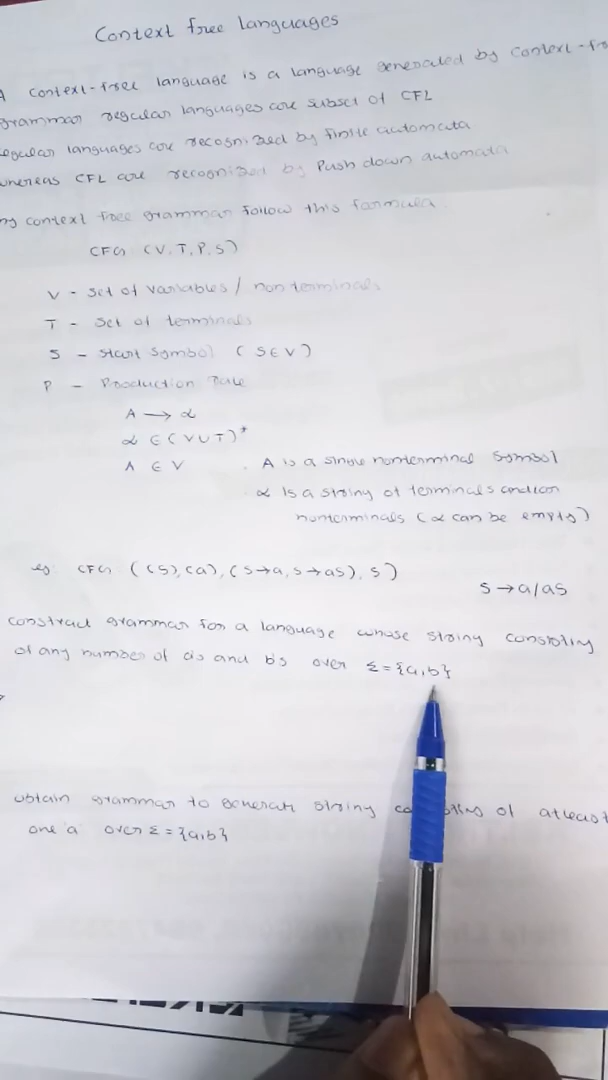 Context free languages
A Context-free language is a language generated by context-fr
grammar regular languages are subset of CFL
regular languages are recognized by finite automata
whereas CFL are recognized by Push down automata
ny context free grammar follow this formula
CFG (V, T, P, S)
V - Set of variables / non terminals
T - Set of terminals
S - Start Symbol (S∈V)
P - Production Rule
A → α
α ∈ (V∪T)*
A ∈ V
A is a single nonterminal Symbol
α is a string of terminals and/or
nonterminals (α can be empty)
eg CFG ((S), (a), (S→a, S→aS), S)
S → a/aS
construct grammar for a language whose string consisting
of any number of a's and b's over Σ={a,b}
obtain grammar to generate string of atleast
one 'a' over Σ={a,b}